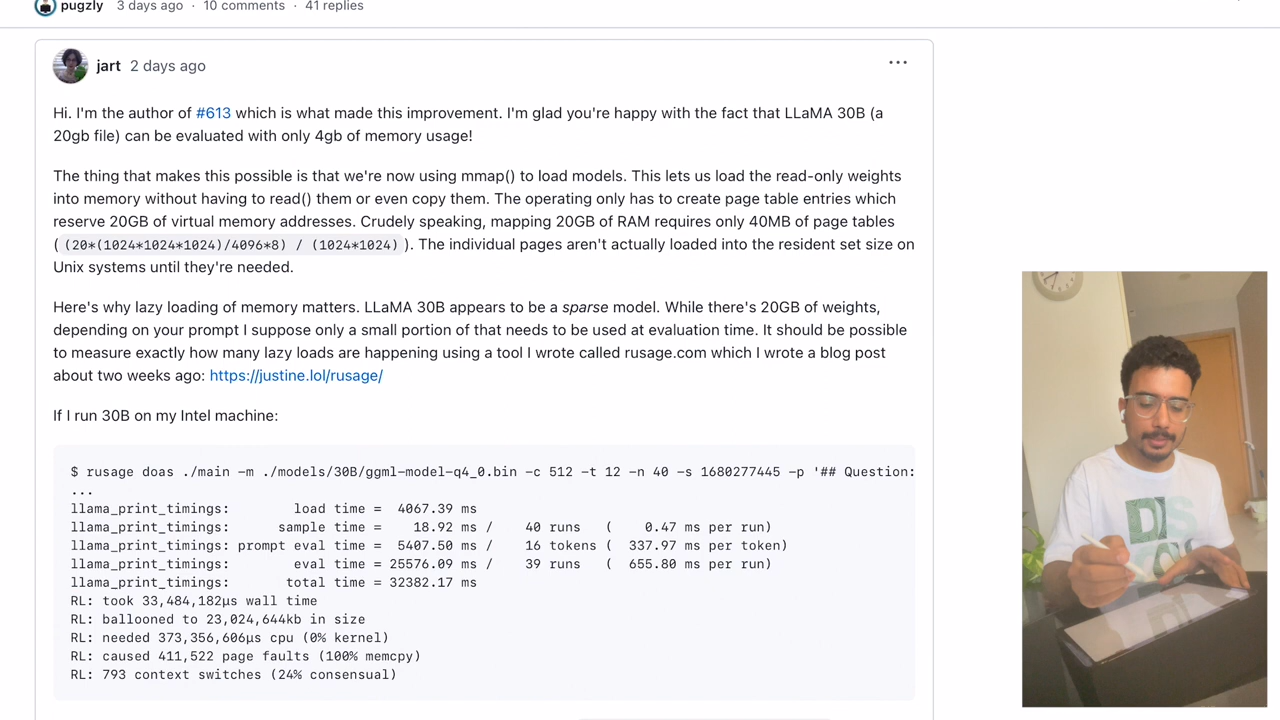 pugzly 3 days ago · 10 comments · 41 replies
jart 2 days ago
Hi. I'm the author of #613 which is what made this improvement. I'm glad you're happy with the fact that LLaMA 30B (a
20gb file) can be evaluated with only 4gb of memory usage!
The thing that makes this possible is that we're now using mmap() to load models. This lets us load the read-only weights
into memory without having to read() them or even copy them. The operating only has to create page table entries which
reserve 20GB of virtual memory addresses. Crudely speaking, mapping 20GB of RAM requires only 40MB of page tables
( (20*(1024*1024*1024)/4096*8) / (1024*1024) ). The individual pages aren't actually loaded into the resident set size on
Unix systems until they're needed.
Here's why lazy loading of memory matters. LLaMA 30B appears to be a sparse model. While there's 20GB of weights,
depending on your prompt I suppose only a small portion of that needs to be used at evaluation time. It should be possible
to measure exactly how many lazy loads are happening using a tool I wrote called rusage.com which I wrote a blog post
about two weeks ago: https://justine.lol/rusage/
If I run 30B on my Intel machine:
$ rusage doas ./main -m ./models/30B/ggml-model-q4_0.bin -c 512 -t 12 -n 40 -s 1680277445 -p '## Question:
...
llama_print_timings:        load time =  4067.39 ms
llama_print_timings:      sample time =    18.92 ms /    40 runs   (    0.47 ms per run)
llama_print_timings: prompt eval time =  5407.50 ms /    16 tokens (  337.97 ms per token)
llama_print_timings:        eval time = 25576.09 ms /    39 runs   (  655.80 ms per run)
llama_print_timings:       total time = 32382.17 ms
RL: took 33,484,182µs wall time
RL: ballooned to 23,024,644kb in size
RL: needed 373,356,606µs cpu (0% kernel)
RL: caused 411,522 page faults (100% memcpy)
RL: 793 context switches (24% consensual)